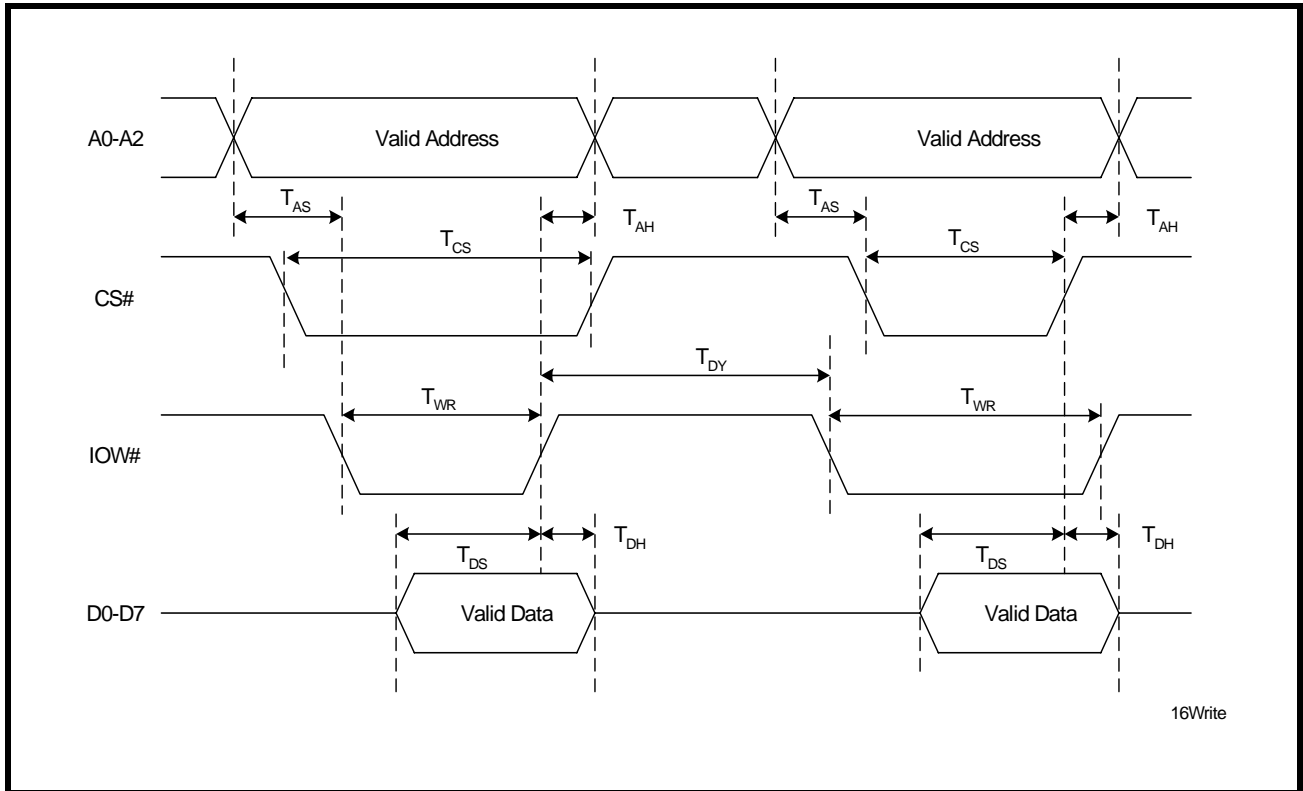 A0-A2 Valid Address Valid Address
TAS TAH TAS TAH
TCS TCS
CS#
TDY
TWR TWR
IOW#
TDS TDH TDS TDH
D0-D7 Valid Data Valid Data
16Write